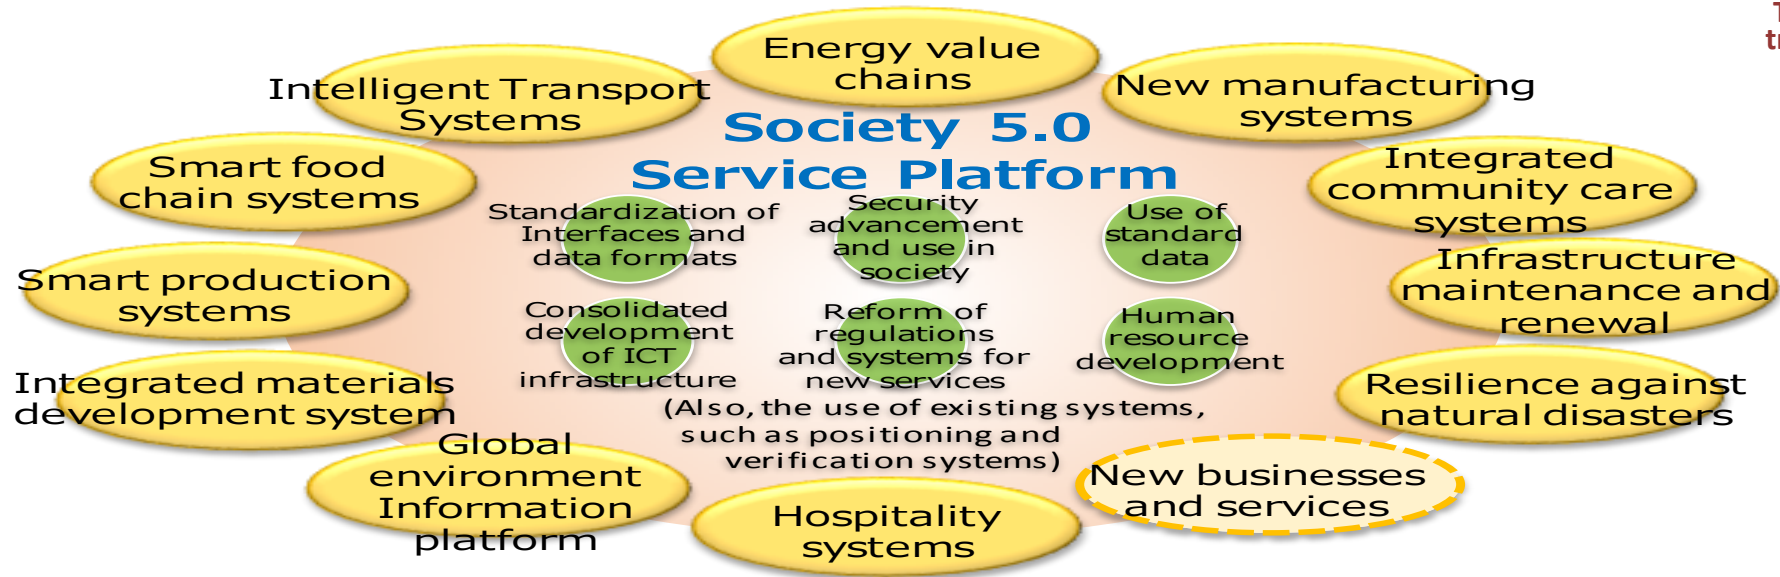 Energy value
chains
Intelligent Transport
Systems
New manufacturing
systems
Society 5.0
Service Platform
Smart food
chain systems
Integrated
community care
systems
Standardization of
Interfaces and
data formats
Security
advancement
and use in
society
Use of
standard
data
Smart production
systems
Infrastructure
maintenance and
renewal
Consolidated
development
of ICT
infrastructure
Reform of
regulations
and systems for
new services
Human
resource
development
Integrated materials
development system
Resilience against
natural disasters
(Also, the use of existing systems,
such as positioning and
verification systems)
Global
environment
Information
platform
Hospitality
systems
New businesses
and services